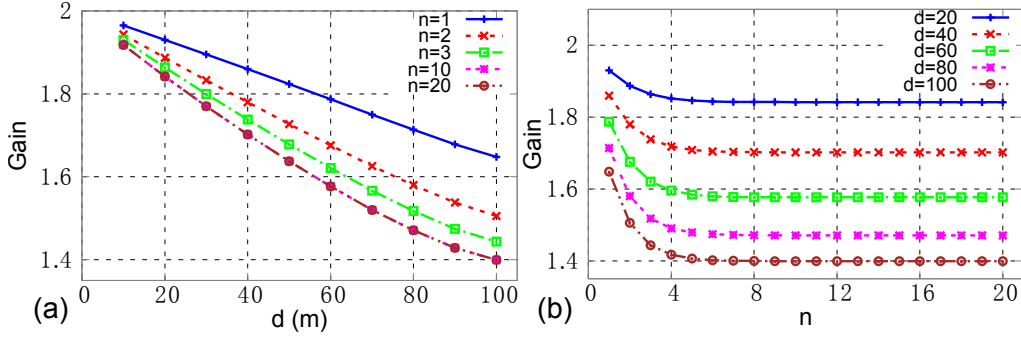 2
1.8
1.6
1.4
0 20 40 60 80 100
Gain
d (m)
(a)
n=1
n=2
n=3
n=10
n=20
2
1.8
1.6
1.4
0 4 8 12 16 20
Gain
n
(b)
d=20
d=40
d=60
d=80
d=100